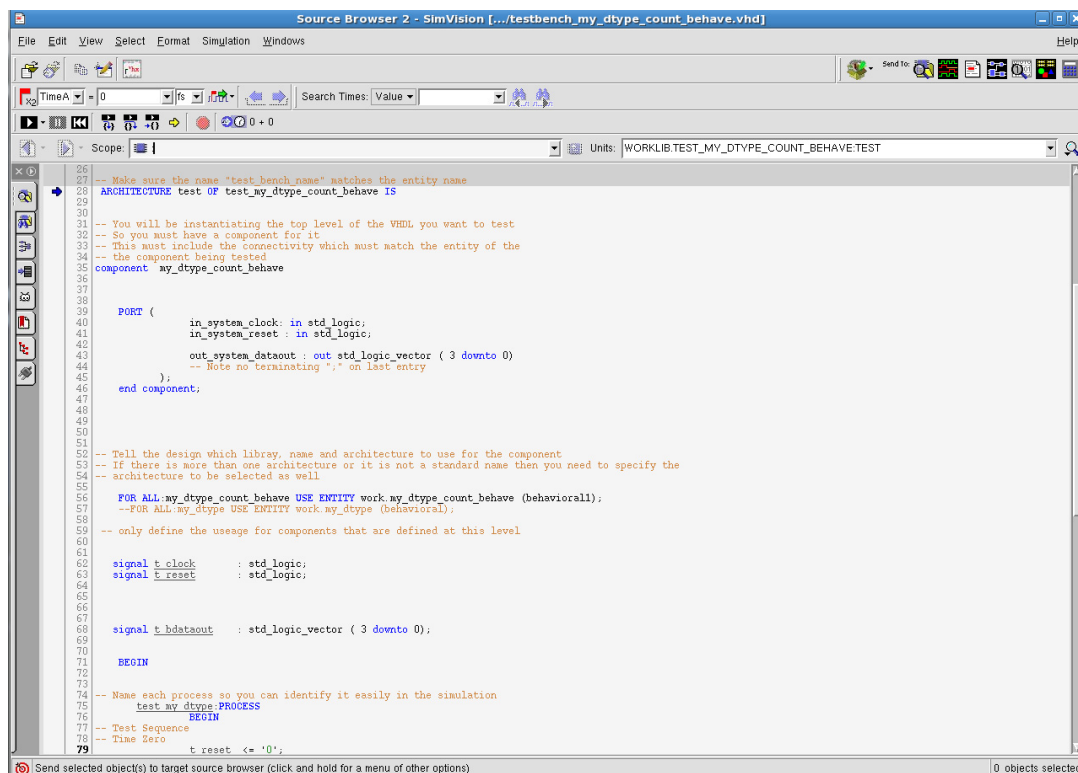 Source Browser 2 - SimVision [.../testbench_my_dtype_count_behave.vhd]
File Edit View Select Format Simulation Windows Help
Send To:
x2 TimeA = 0 fs Search Times: Value
0 + 0
Scope: Units: WORKLIB.TEST_MY_DTYPE_COUNT_BEHAVE:TEST
26
27 -- Make sure the name "test_bench_name" matches the entity name
28 ARCHITECTURE test OF test_my_dtype_count_behave IS
29
30
31 -- You will be instantiating the top level of the VHDL you want to test
32 -- So you must have a component for it
33 -- This must include the connectivity which must match the entity of the
34 -- the component being tested
35 component my_dtype_count_behave
36
37
38
39 PORT (
40 in_system_clock: in std_logic;
41 in_system_reset : in std_logic;
42
43 out_system_dataout : out std_logic_vector ( 3 downto 0)
44 -- Note no terminating ";" on last entry
45 );
46 end component;
47
48
49
50
51
52 -- Tell the design which libray, name and architecture to use for the component
53 -- If there is more than one architecture or it is not a standard name then you need to specify the
54 -- architecture to be selected as well
55
56 FOR ALL:my_dtype_count_behave USE ENTITY work.my_dtype_count_behave (behavioral1);
57 --FOR ALL:my_dtype USE ENTITY work.my_dtype (behavioral);
58
59 -- only define the useage for components that are defined at this level
60
61
62 signal t_clock : std_logic;
63 signal t_reset : std_logic;
64
65
66
67
68 signal t_bdataout : std_logic_vector ( 3 downto 0);
69
70
71 BEGIN
72
73
74 -- Name each process so you can identify it easily in the simulation
75 test_my_dtype:PROCESS
76 BEGIN
77 -- Test Sequence
78 -- Time Zero
79 t_reset <= '0';
Send selected object(s) to target source browser (click and hold for a menu of other options) 0 objects selected